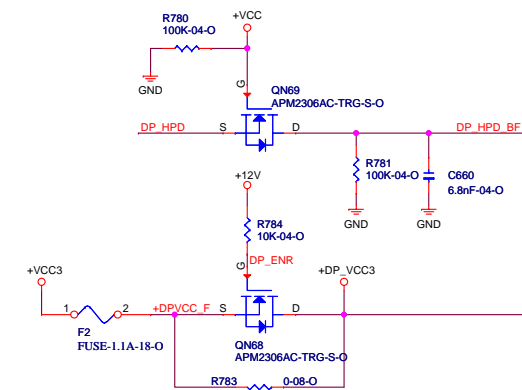 R780
100K-04-O
+VCC
GND
G
QN69
APM2306AC-TRG-S-O
DP_HPD
S
D
DP_HPD_BF
R781
100K-04-O
C660
6.8nF-04-O
GND
GND
+12V
R784
10K-04-O
DP_ENR
G
+VCC3
+DP_VCC3
1
2
+DPVCC_F
S
D
F2
FUSE-1.1A-18-O
QN68
APM2306AC-TRG-S-O
R783
0-08-O